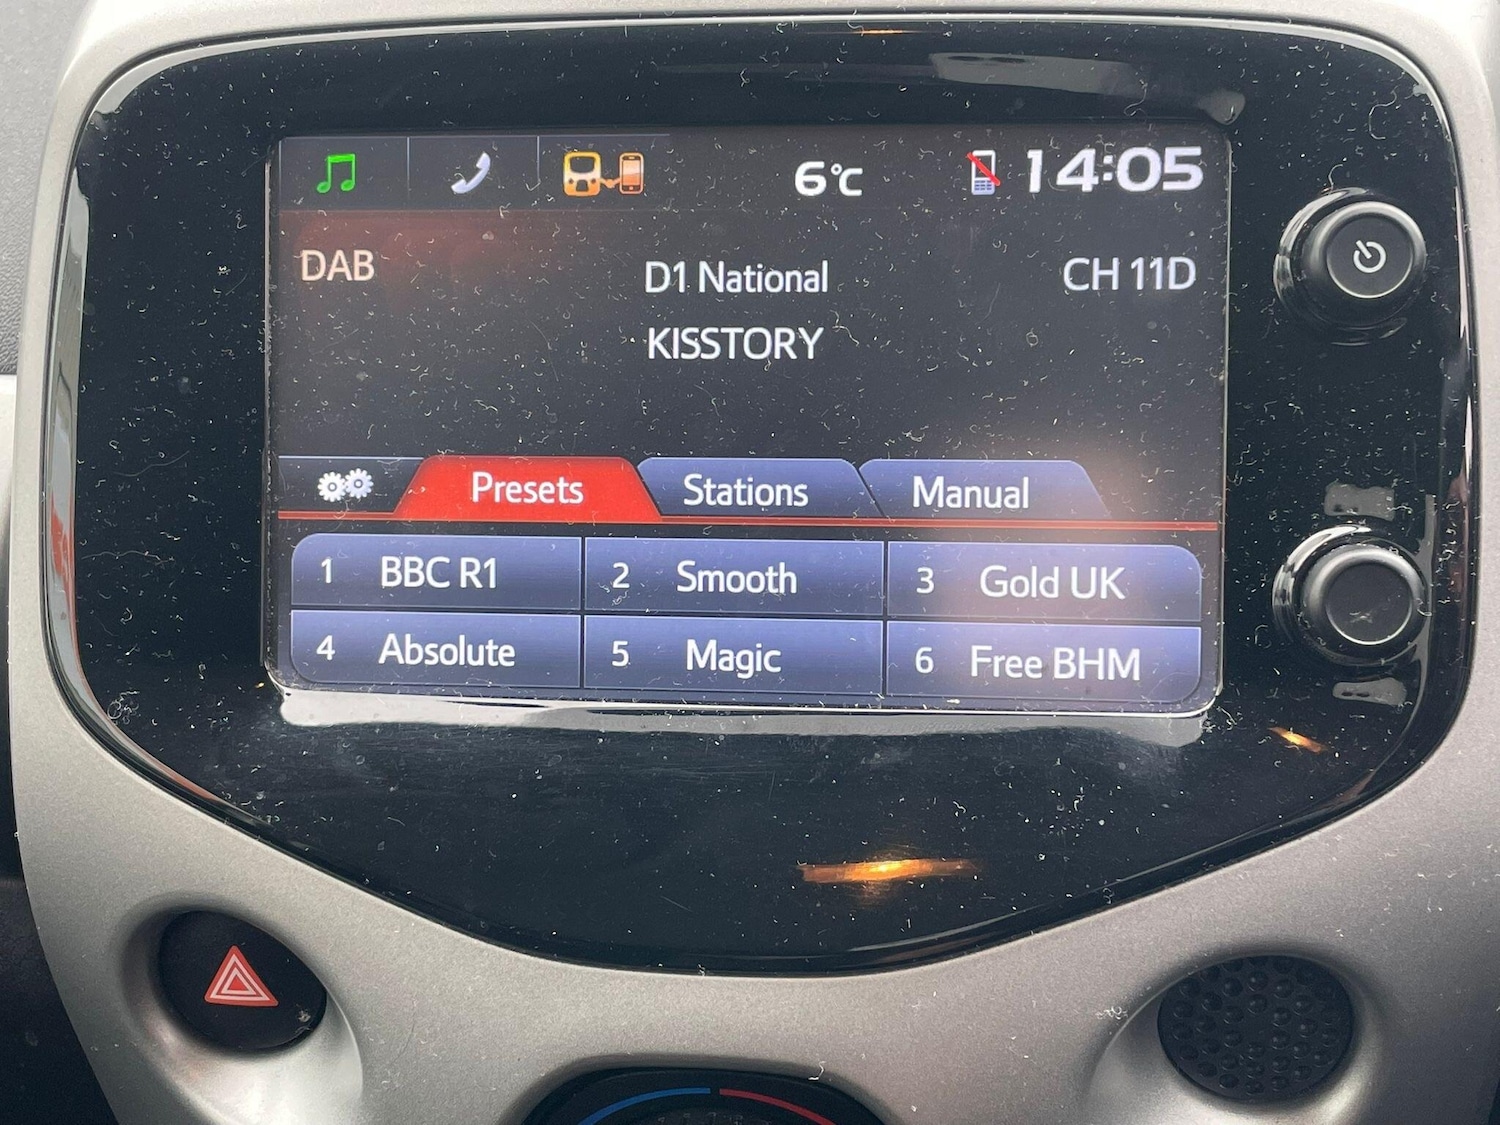 6°C 14:05
DAB D1 National CH 11D
KISSTORY
Presets Stations Manual
1 BBC R1 2 Smooth 3 Gold UK
4 Absolute 5 Magic 6 Free BHM